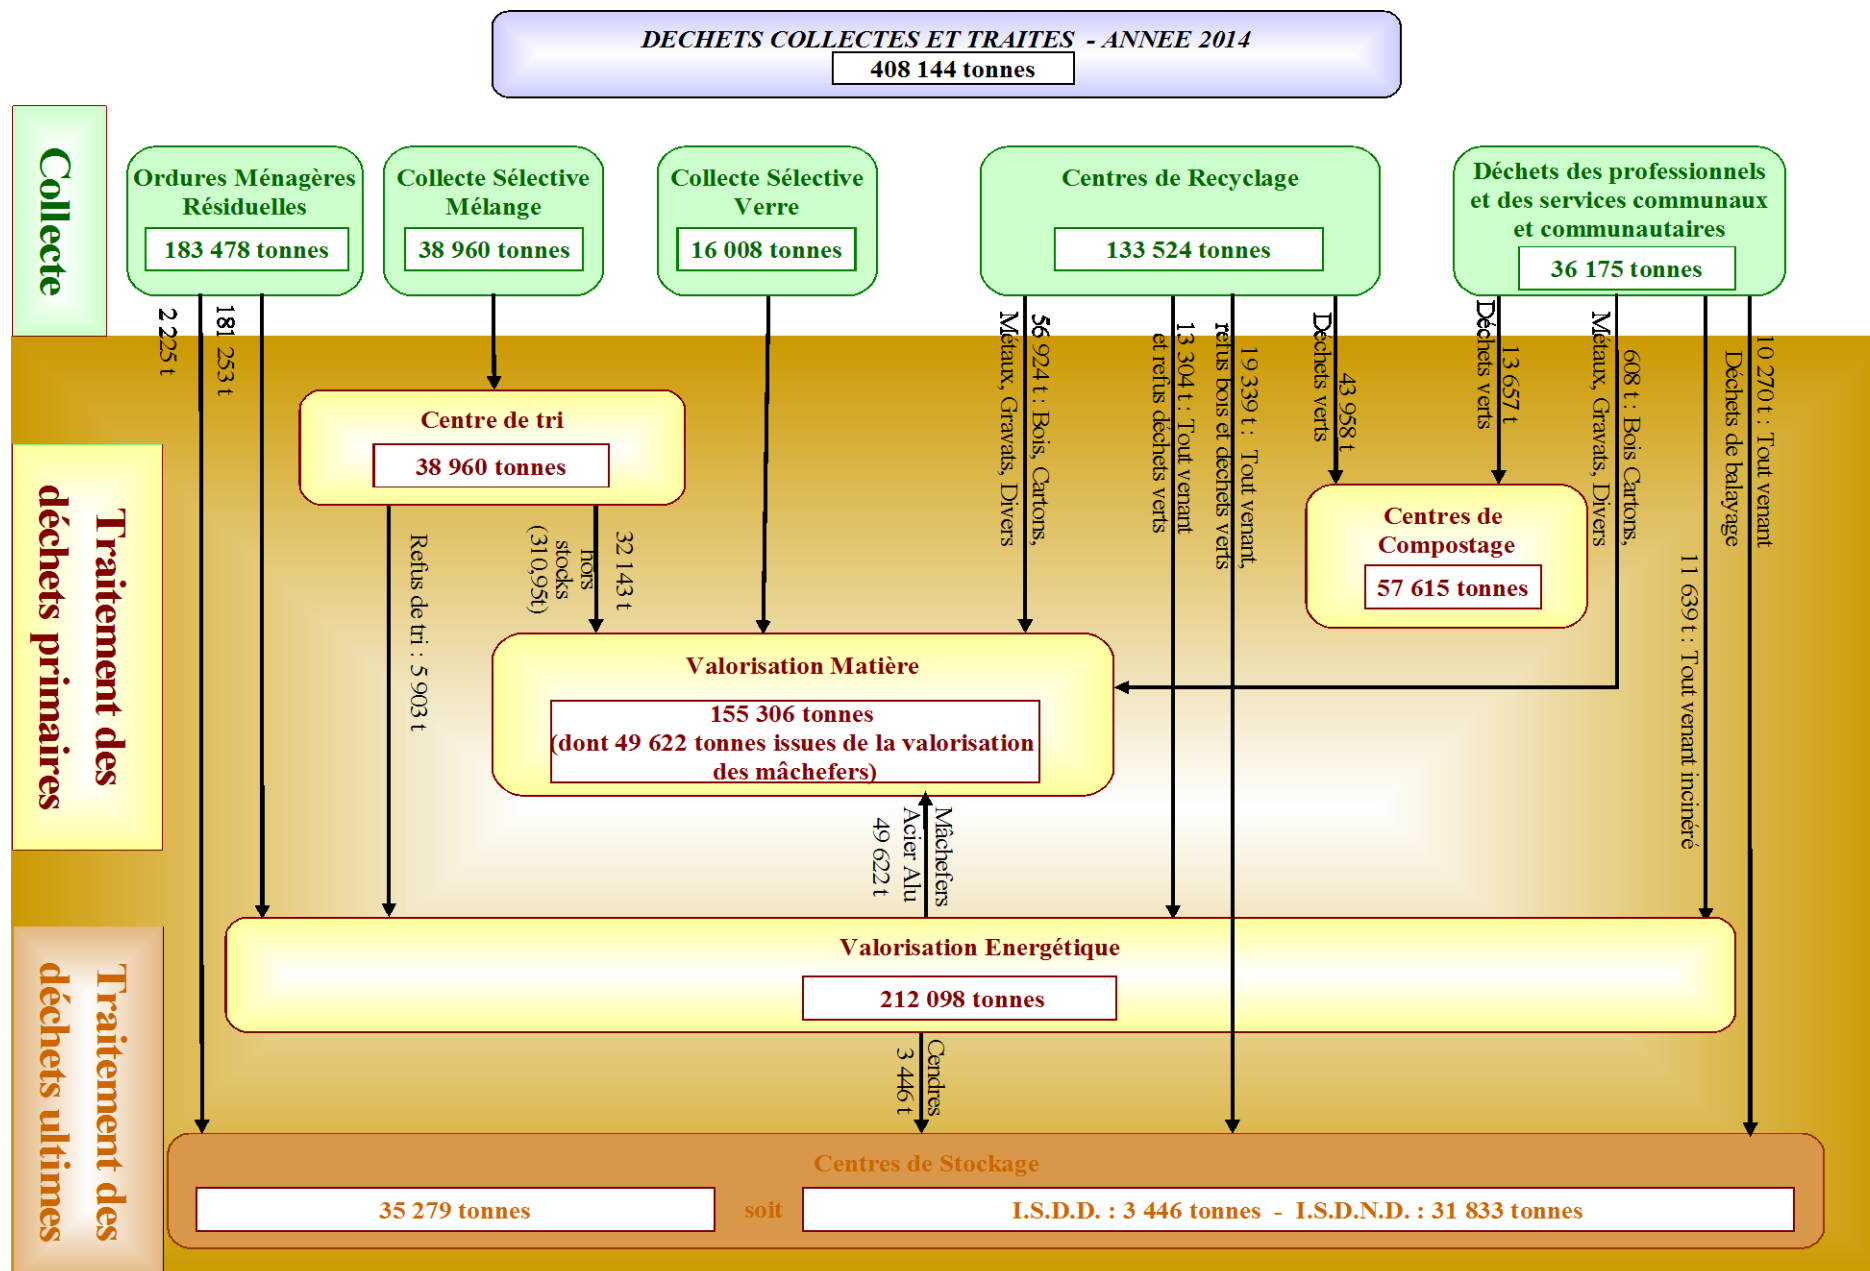 DECHETS COLLECTES ET TRAITES - ANNEE 2014
408 144 tonnes
Collecte
Ordures Ménagères
Résiduelles
183 478 tonnes
Collecte Sélective
Mélange
38 960 tonnes
Collecte Sélective
Verre
16 008 tonnes
Centres de Recyclage
133 524 tonnes
Déchets des professionnels
et des services communaux
et communautaires
36 175 tonnes
2 225 t
181 253 t
56 924 t : Bois, Cartons,
Métaux, Gravats, Divers
13 304 t : Tout venant
et refus déchets verts
19 339 t : Tout venant,
refus bois et dechets verts
43 958 t
Déchets verts
13 657 t
Déchets verts
608 t : Bois Cartons,
Métaux, Gravats, Divers
11 639 t : Tout venant incinéré
10 270 t : Tout venant
Déchets de balayage
Traitement des
déchets primaires
Centre de tri
38 960 tonnes
Refus de tri : 5 903 t
32 143 t
hors
stocks
(310,95t)
Centres de
Compostage
57 615 tonnes
Valorisation Matière
155 306 tonnes
(dont 49 622 tonnes issues de la valorisation
des mâchefers)
Mâchefers
Acier Alu
49 622 t
Valorisation Energétique
212 098 tonnes
Traitement des
déchets ultimes
Cendres
3 446 t
Centres de Stockage
35 279 tonnes
soit
I.S.D.D. : 3 446 tonnes - I.S.D.N.D. : 31 833 tonnes